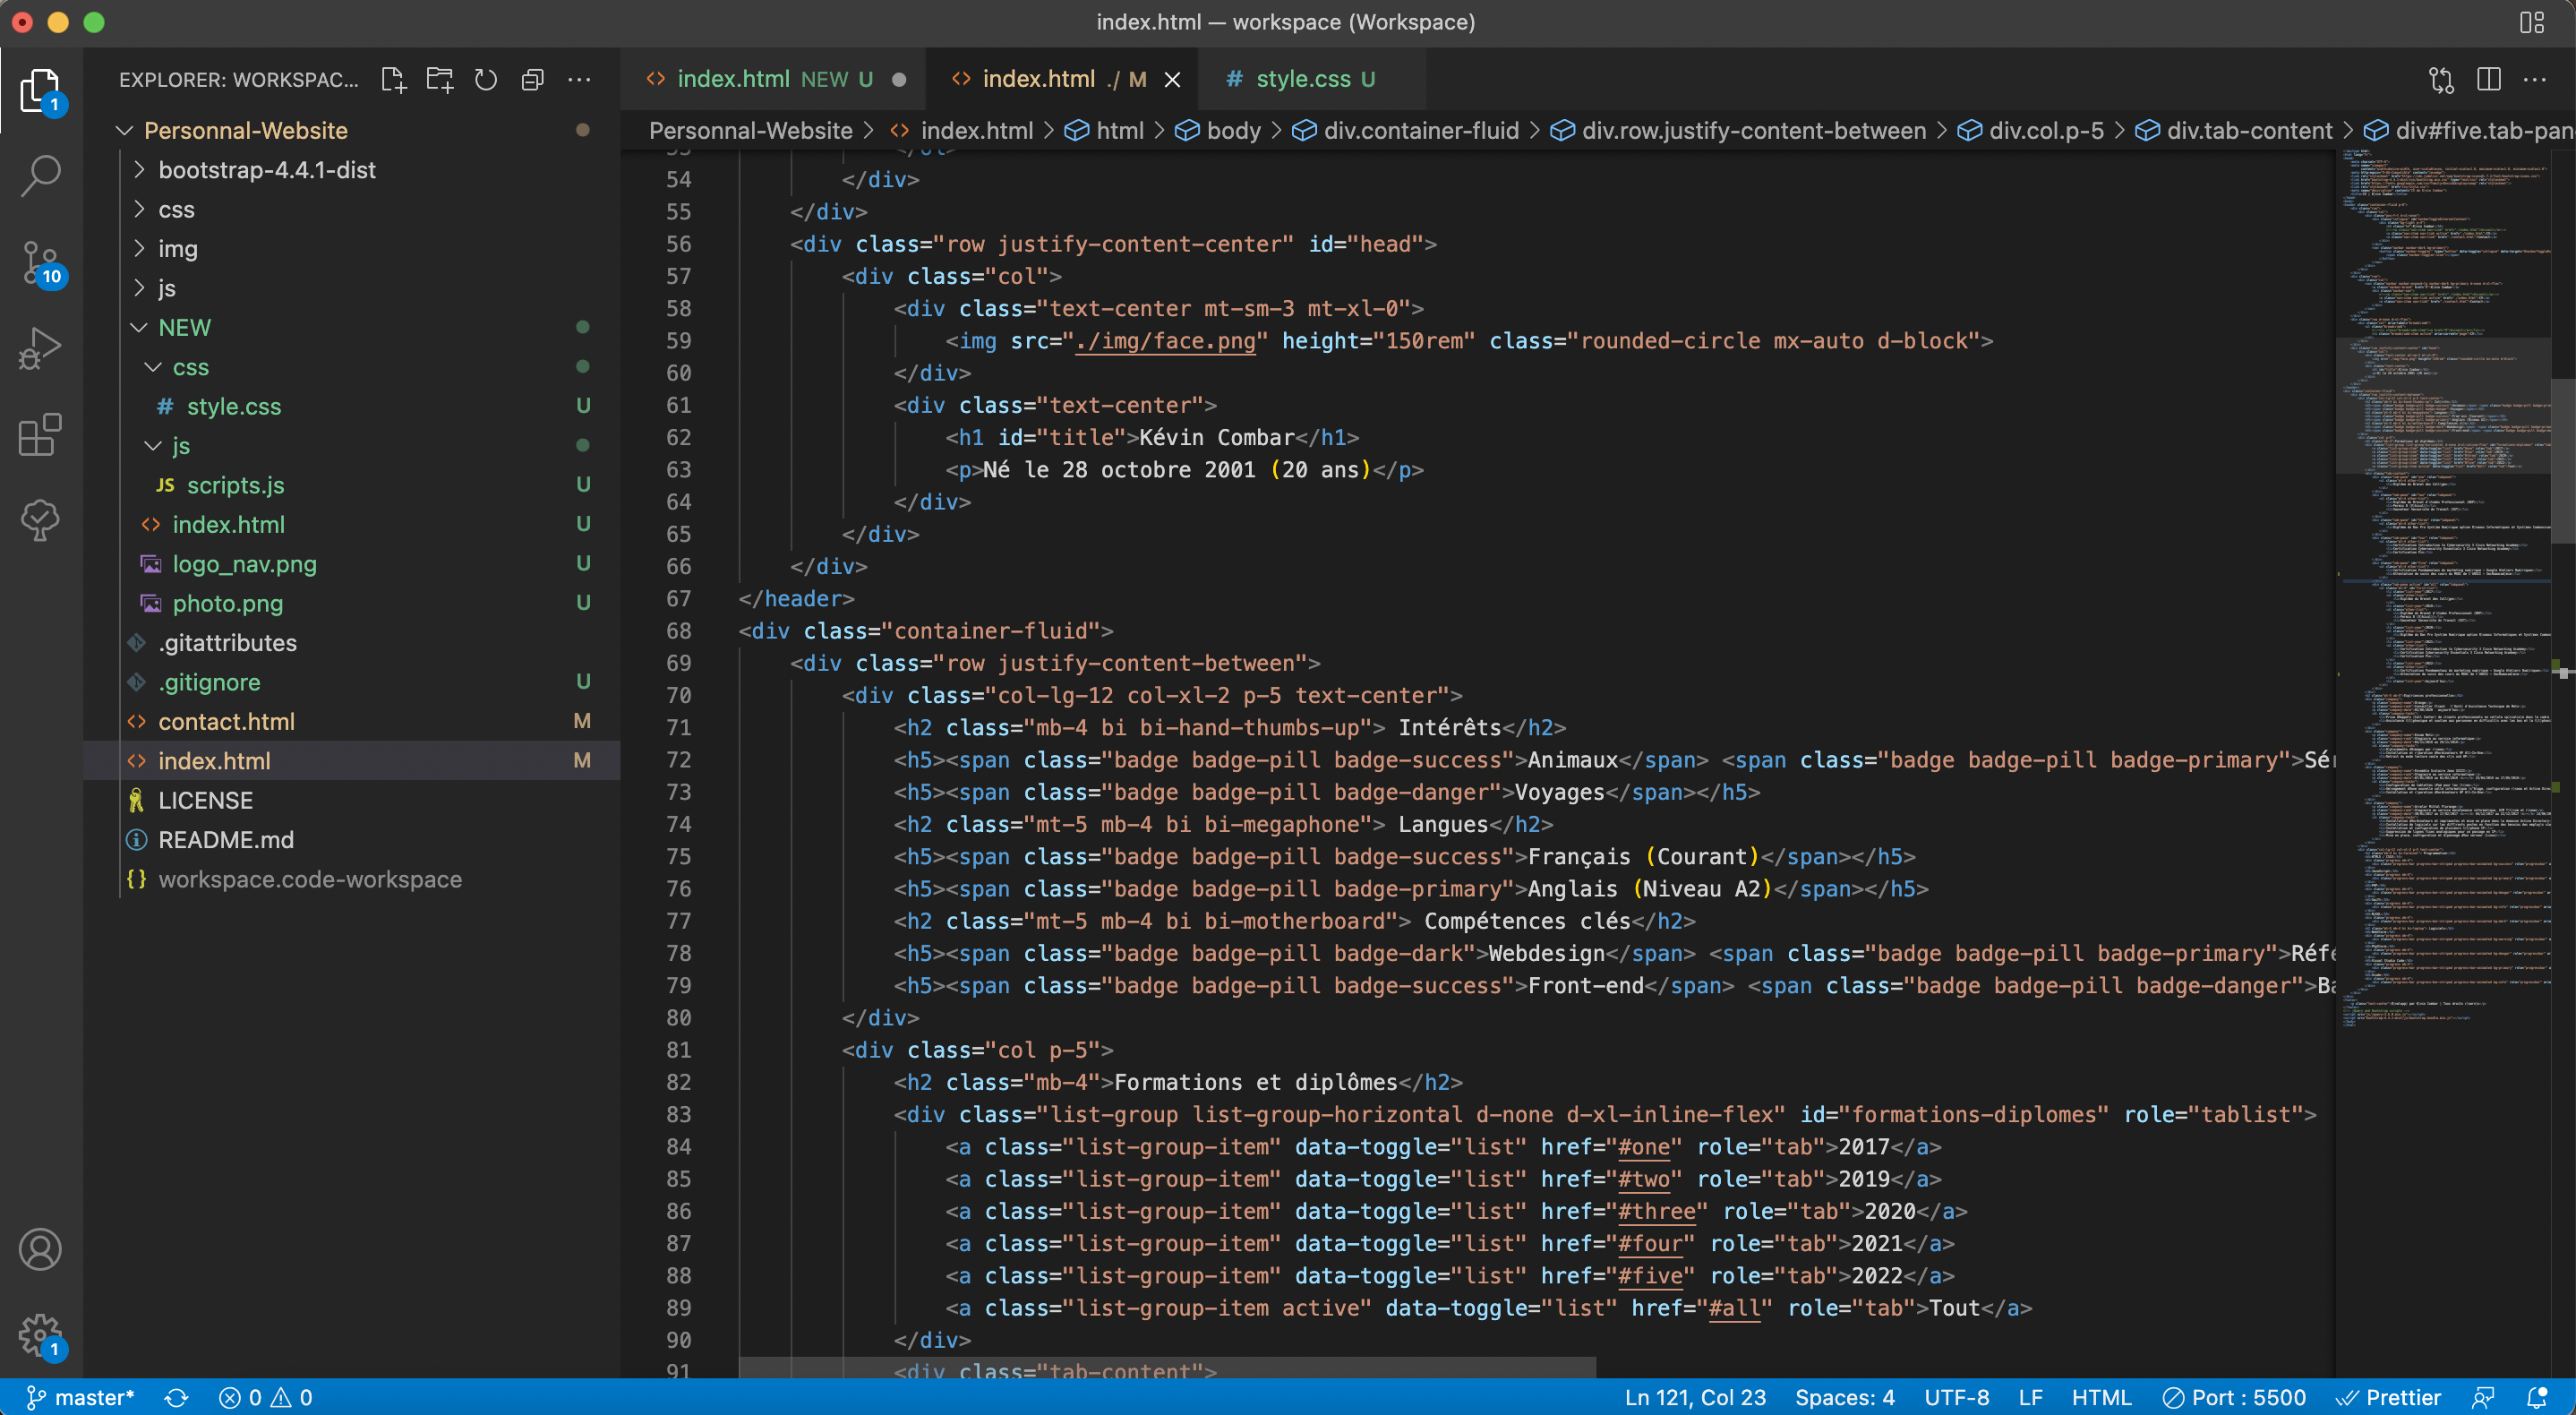 index.html — workspace (Workspace)
EXPLORER: WORKSPAC...
index.html NEW U
index.html ./ M
style.css U
Personnal-Website > index.html > html > body > div.container-fluid > div.row.justify-content-between > div.col.p-5 > div.tab-content > div#five.tab-pan
1
10
1
Personnal-Website
bootstrap-4.4.1-dist
css
img
js
NEW
css
# style.css U
js
JS scripts.js U
index.html U
logo_nav.png U
photo.png U
.gitattributes
.gitignore U
contact.html M
index.html M
LICENSE
README.md
{} workspace.code-workspace
54 </div>
55 </div>
56 <div class="row justify-content-center" id="head">
57 <div class="col">
58 <div class="text-center mt-sm-3 mt-xl-0">
59 <img src="./img/face.png" height="150rem" class="rounded-circle mx-auto d-block">
60 </div>
61 <div class="text-center">
62 <h1 id="title">Kévin Combar</h1>
63 <p>Né le 28 octobre 2001 (20 ans)</p>
64 </div>
65 </div>
66 </div>
67 </header>
68 <div class="container-fluid">
69 <div class="row justify-content-between">
70 <div class="col-lg-12 col-xl-2 p-5 text-center">
71 <h2 class="mb-4 bi bi-hand-thumbs-up"> Intérêts</h2>
72 <h5><span class="badge badge-pill badge-success">Animaux</span> <span class="badge badge-pill badge-primary">Sér
73 <h5><span class="badge badge-pill badge-danger">Voyages</span></h5>
74 <h2 class="mt-5 mb-4 bi bi-megaphone"> Langues</h2>
75 <h5><span class="badge badge-pill badge-success">Français (Courant)</span></h5>
76 <h5><span class="badge badge-pill badge-primary">Anglais (Niveau A2)</span></h5>
77 <h2 class="mt-5 mb-4 bi bi-motherboard"> Compétences clés</h2>
78 <h5><span class="badge badge-pill badge-dark">Webdesign</span> <span class="badge badge-pill badge-primary">Réfé
79 <h5><span class="badge badge-pill badge-success">Front-end</span> <span class="badge badge-pill badge-danger">Ba
80 </div>
81 <div class="col p-5">
82 <h2 class="mb-4">Formations et diplômes</h2>
83 <div class="list-group list-group-horizontal d-none d-xl-inline-flex" id="formations-diplomes" role="tablist">
84 <a class="list-group-item" data-toggle="list" href="#one" role="tab">2017</a>
85 <a class="list-group-item" data-toggle="list" href="#two" role="tab">2019</a>
86 <a class="list-group-item" data-toggle="list" href="#three" role="tab">2020</a>
87 <a class="list-group-item" data-toggle="list" href="#four" role="tab">2021</a>
88 <a class="list-group-item" data-toggle="list" href="#five" role="tab">2022</a>
89 <a class="list-group-item active" data-toggle="list" href="#all" role="tab">Tout</a>
90 </div>
91 <div class="tab-content">
master* 0 0
Ln 121, Col 23 Spaces: 4 UTF-8 LF HTML Port : 5500 Prettier